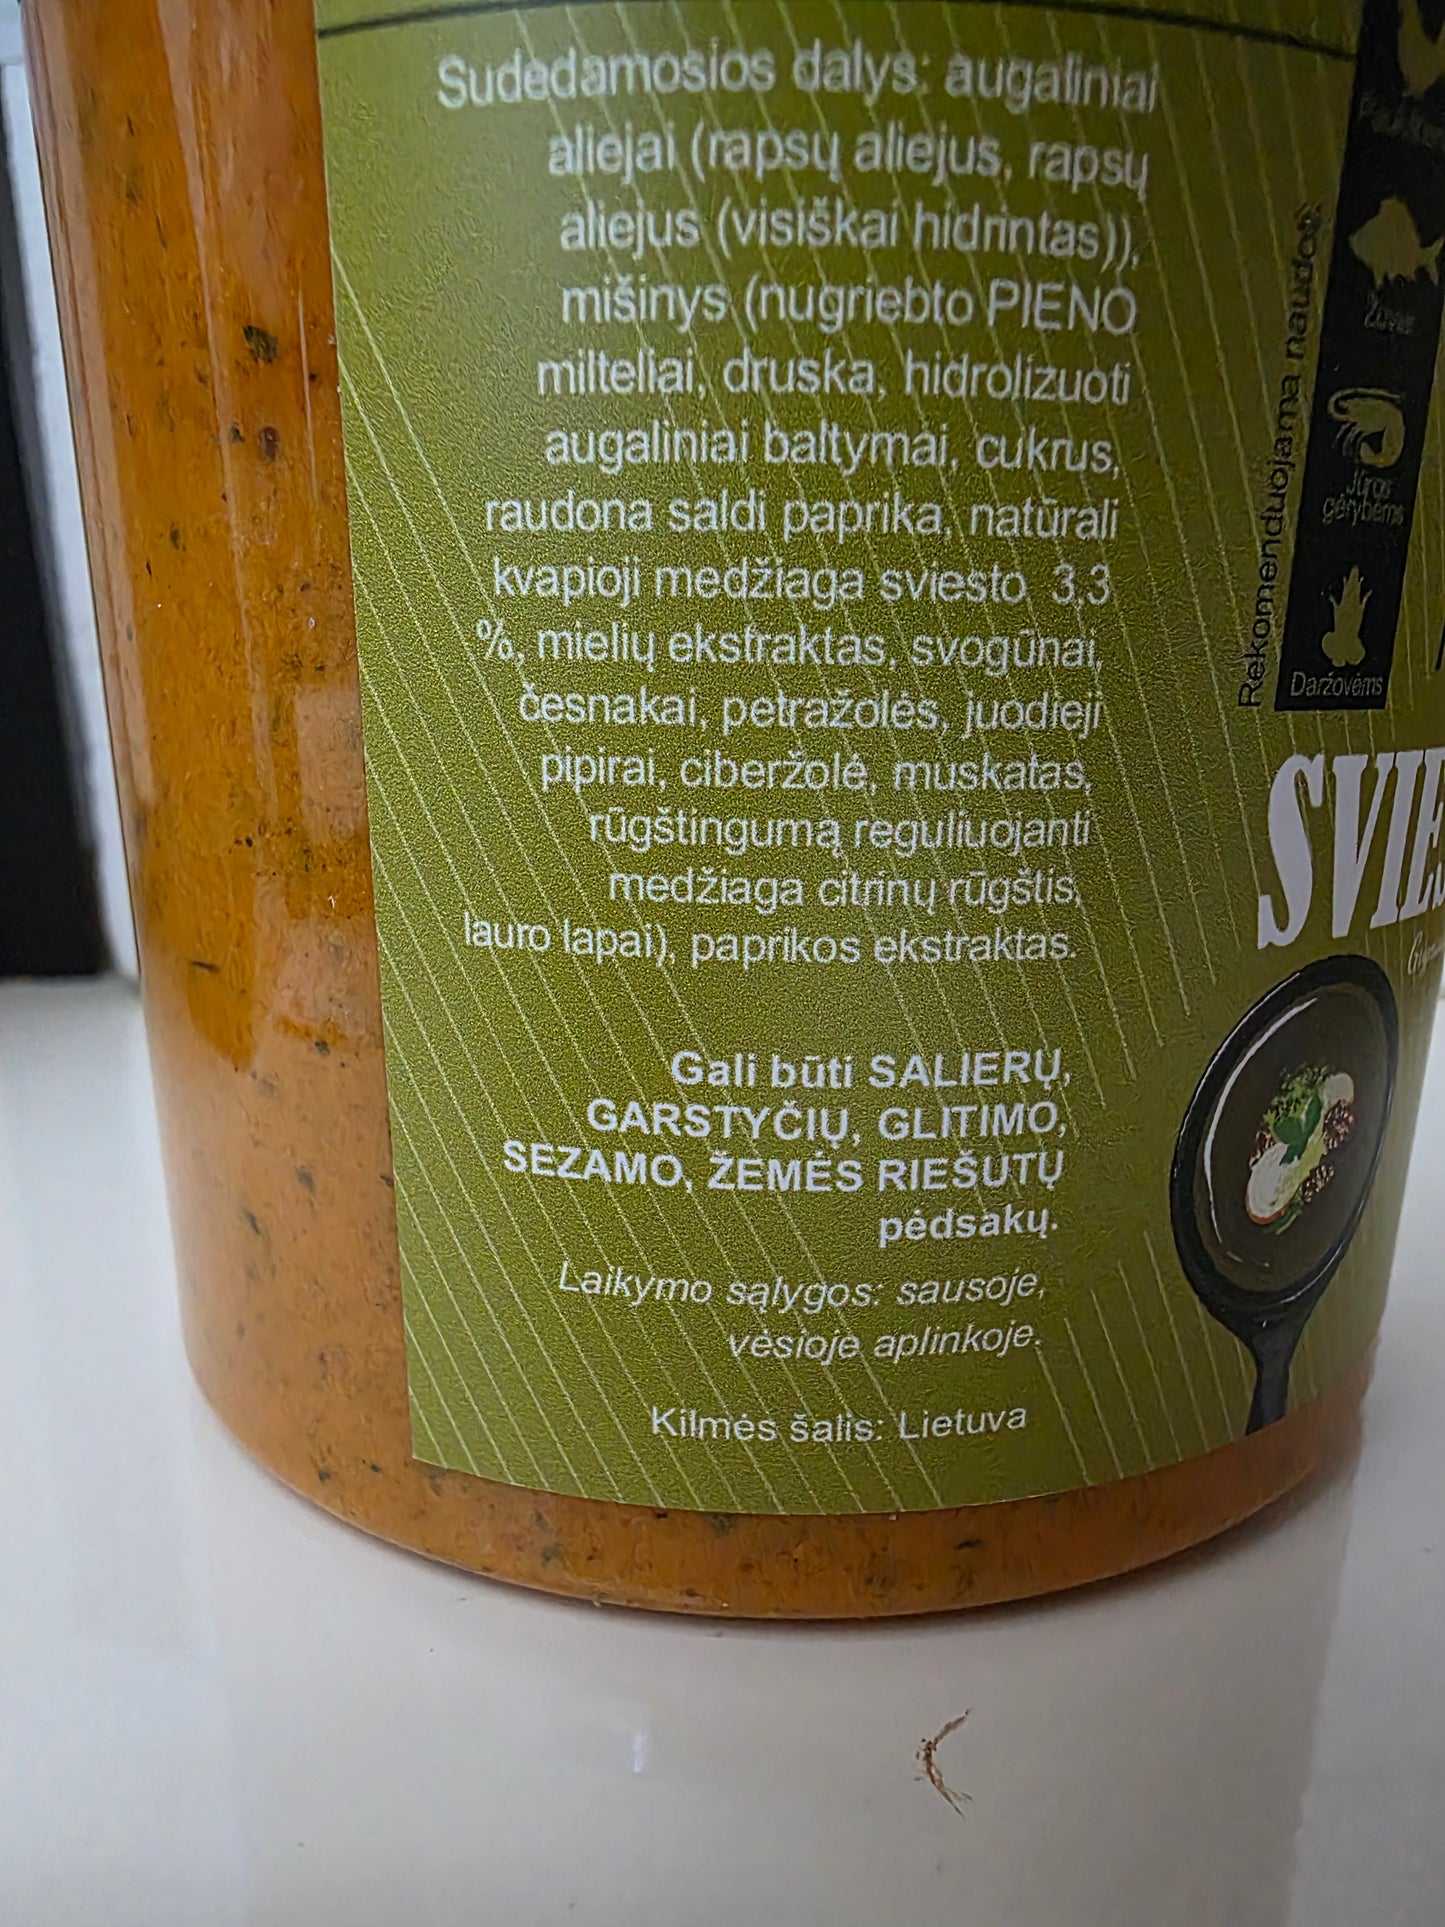 Sudedamosios dalys: augaliniai
aliejai (rapsų aliejus, rapsų
aliejus (visiškai hidrintas)),
mišinys (nugriebto PIENO
milteliai, druska, hidrolizuoti
augaliniai baltymai, cukrus,
raudona saldi paprika, natūrali
kvapioji medžiaga sviesto 3,3
%, mielių ekstraktas, svogūnai,
česnakai, petražolės, juodieji
pipirai, ciberžolė, muskatas,
rūgštingumą reguliuojanti
medžiaga citrinų rūgštis,
lauro lapai), paprikos ekstraktas.
Gali būti SALIERŲ,
GARSTYČIŲ, GLITIMO,
SEZAMO, ŽEMĖS RIEŠUTŲ
pėdsakų.
Laikymo sąlygos: sausoje,
vėsioje aplinkoje.
Kilmės šalis: Lietuva
Rekomenduojama naudoti
Jūros
gėrybėms
Daržovėms